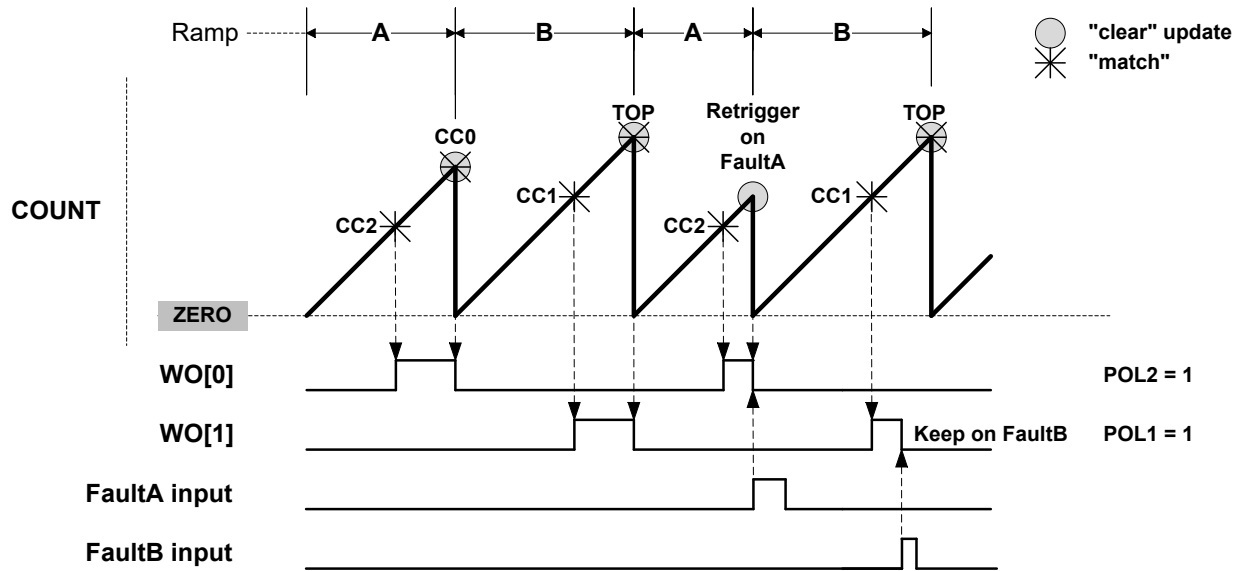 Ramp
A
B
A
B
"clear" update
"match"
TOP
Retrigger
on
FaultA
TOP
CC0
CC1
CC1
CC2
CC2
COUNT
ZERO
WO[0]
POL2 = 1
WO[1]
Keep on FaultB
POL1 = 1
FaultA input
FaultB input